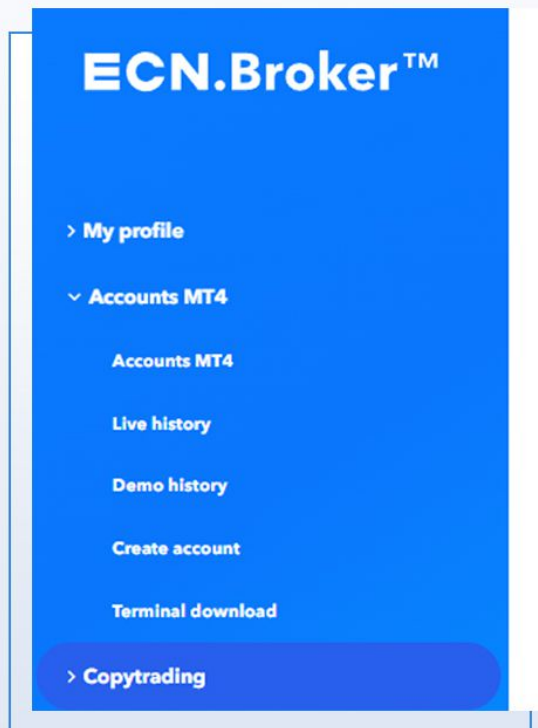 ECN.Broker™
> My profile
⌵ Accounts MT4
Accounts MT4
Live history
Demo history
Create account
Terminal download
> Copytrading